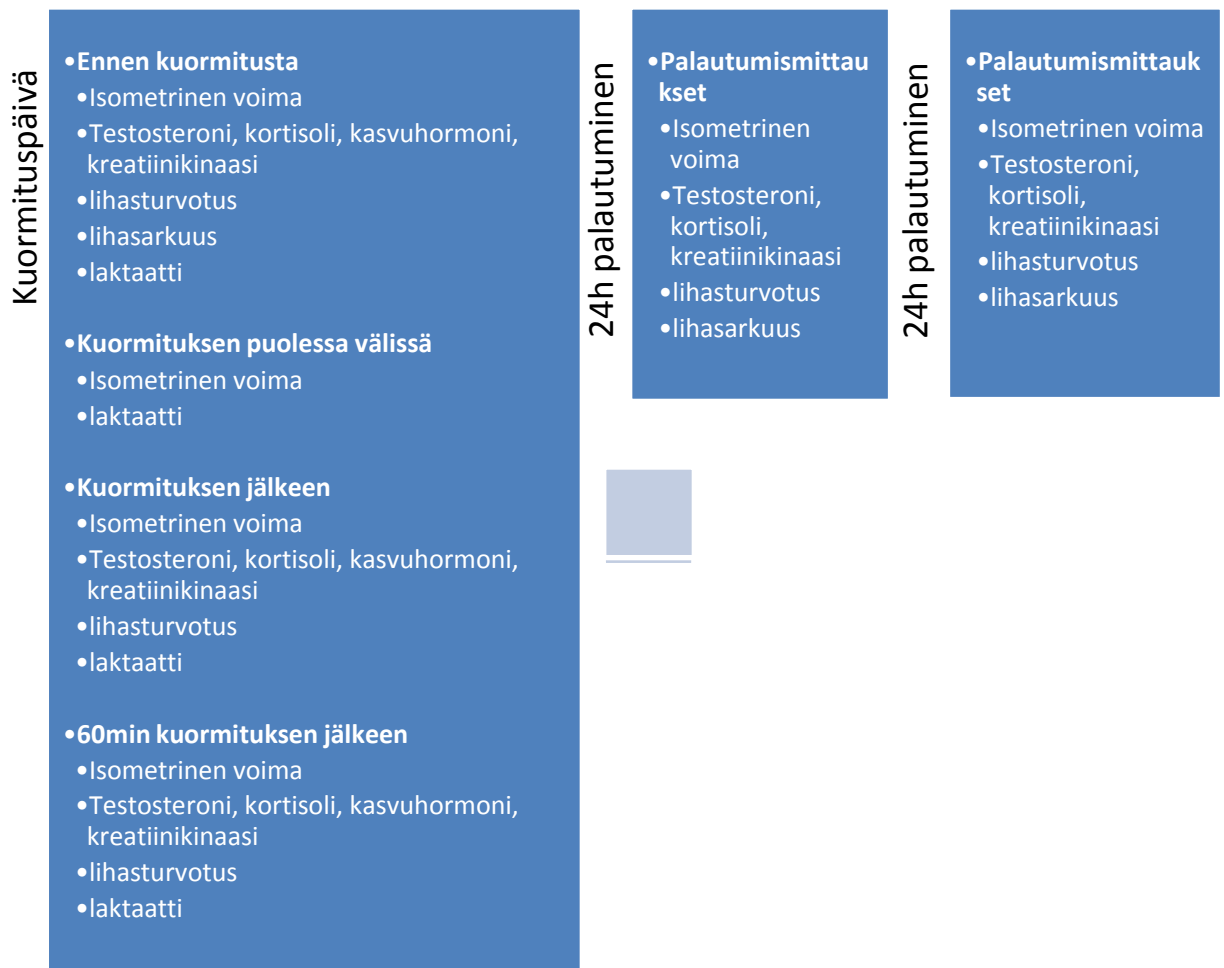 Kuormituspäivä
•Ennen kuormitusta
•Isometrinen voima
•Testosteroni, kortisoli, kasvuhormoni,
kreatiinikinaasi
•lihasturvotus
•lihasarkuus
•laktaatti
•Kuormituksen puolessa välissä
•Isometrinen voima
•laktaatti
•Kuormituksen jälkeen
•Isometrinen voima
•Testosteroni, kortisoli, kasvuhormoni,
kreatiinikinaasi
•lihasturvotus
•laktaatti
•60min kuormituksen jälkeen
•Isometrinen voima
•Testosteroni, kortisoli, kasvuhormoni,
kreatiinikinaasi
•lihasturvotus
•laktaatti
24h palautuminen
•Palautumismittau
kset
•Isometrinen
voima
•Testosteroni,
kortisoli,
kreatiinikinaasi
•lihasturvotus
•lihasarkuus
24h palautuminen
•Palautumismittauk
set
•Isometrinen voima
•Testosteroni,
kortisoli,
kreatiinikinaasi
•lihasturvotus
•lihasarkuus